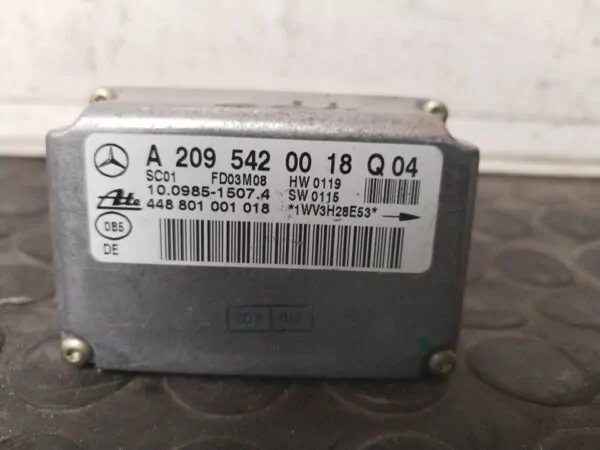 A 209 542 00 18 Q 04
SC01 FD03M08 HW 0119
10.0985-1507.4 SW 0115
Ate 448 801 001 018 *1WV3H28E53*
085
DE